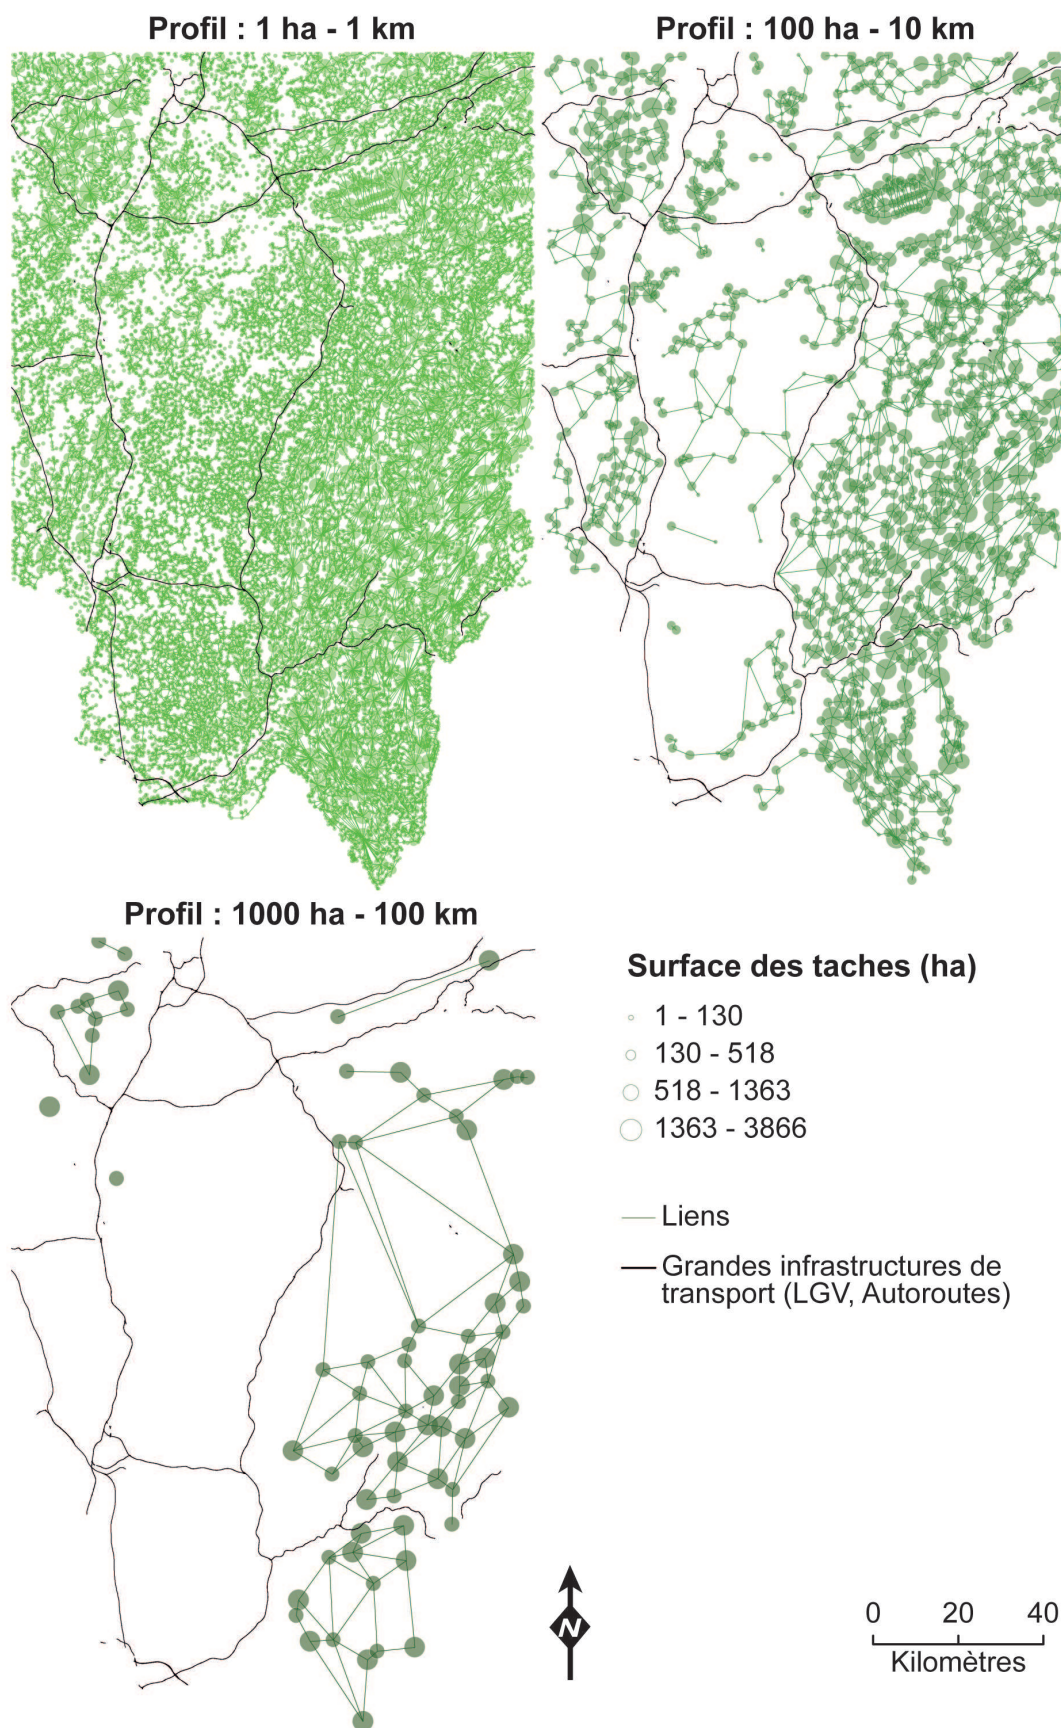 Profil : 1 ha - 1 km
Profil : 100 ha - 10 km
Profil : 1000 ha - 100 km
Surface des taches (ha)
1 - 130
130 - 518
518 - 1363
1363 - 3866
Liens
Grandes infrastructures de
transport (LGV, Autoroutes)
N
0 20 40
Kilomètres